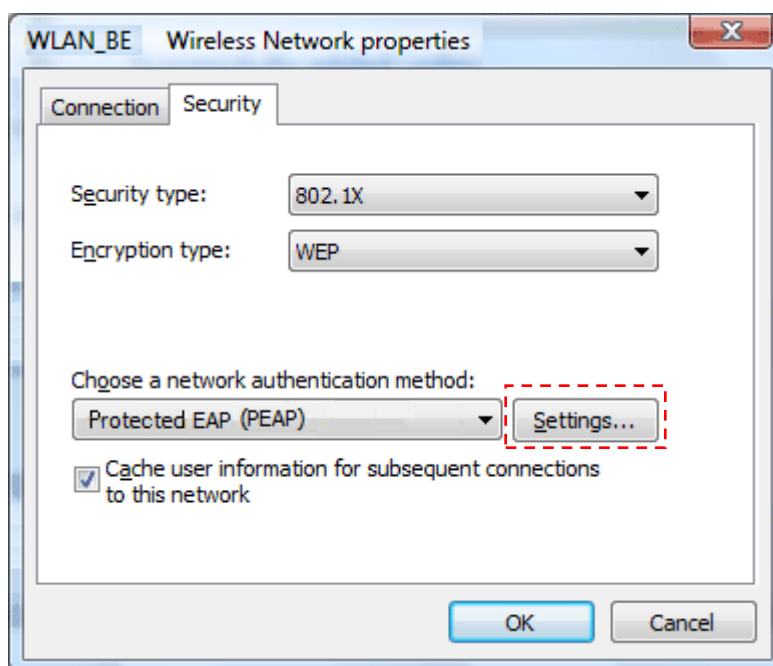 WLAN_BE Wireless Network properties
Connection Security
Security type: 802.1X
Encryption type: WEP
Choose a network authentication method:
Protected EAP (PEAP) Settings...
Cache user information for subsequent connections
to this network
OK Cancel